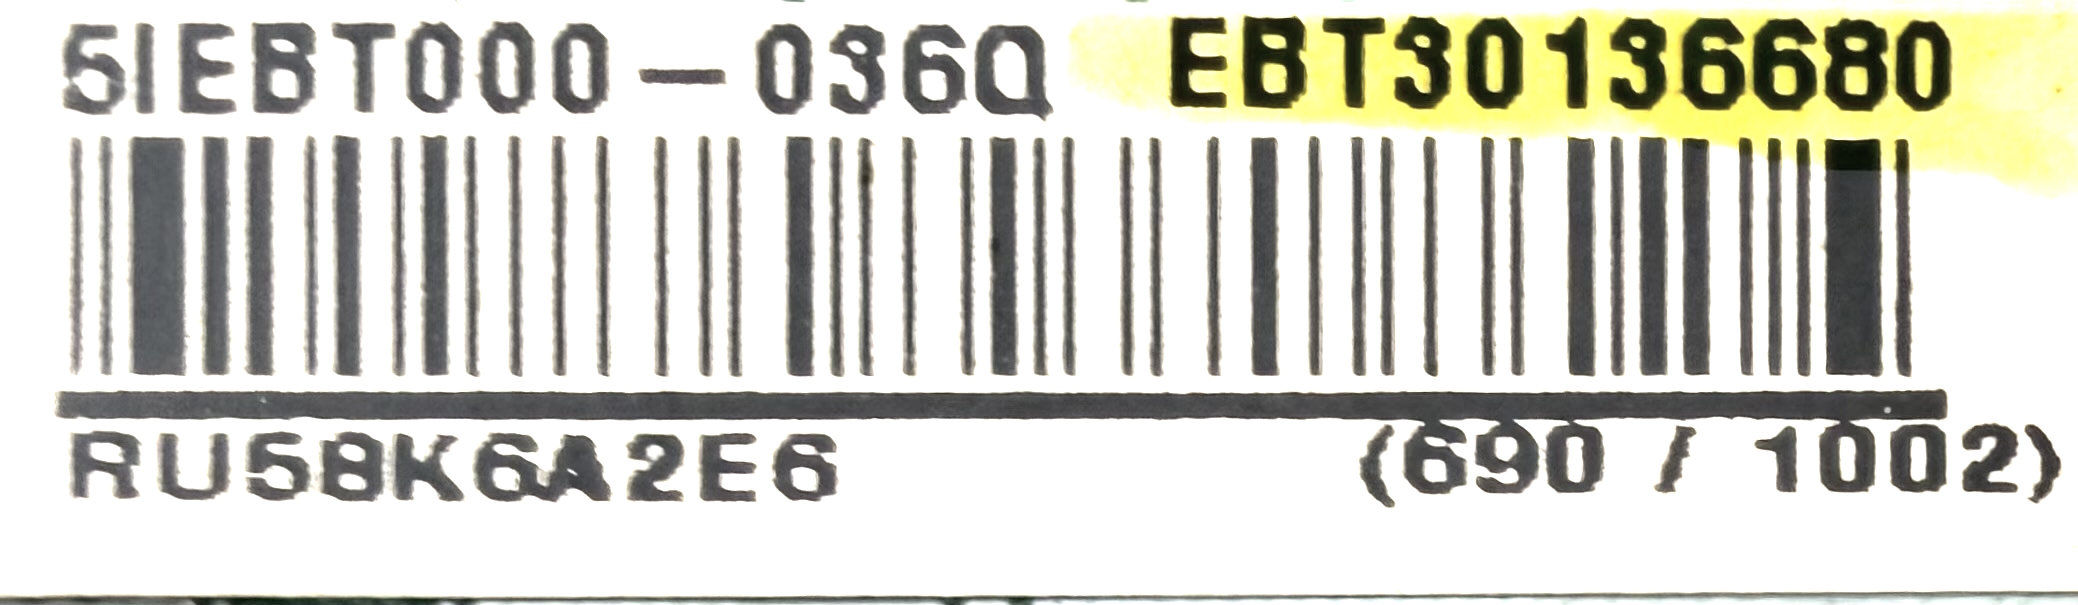 5IEBT000-036Q EBT30136680
RU58K6A2E6 (690 / 1002)